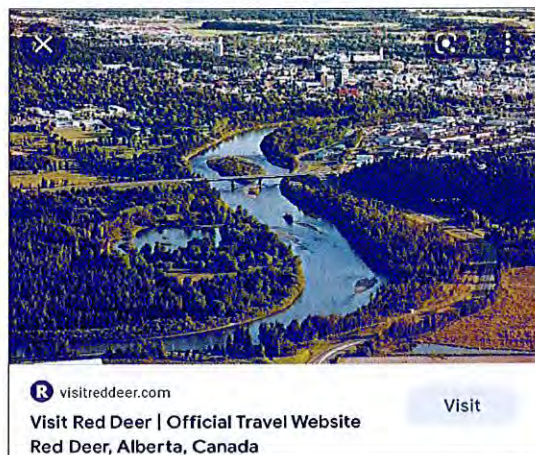 R visitreddeer.com
Visit
Visit Red Deer | Official Travel Website
Red Deer, Alberta, Canada